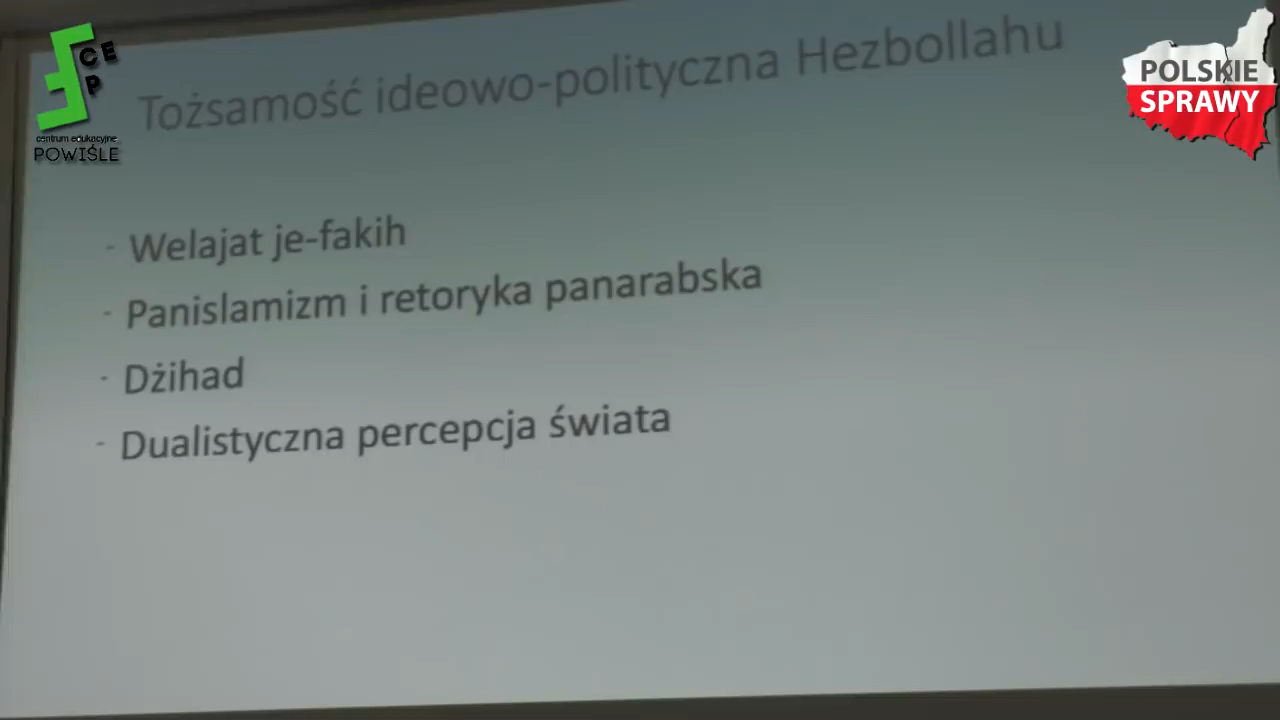 CEP
centrum edukacyjne
POWIŚLE
POLSKIE
SPRAWY
Tożsamość ideowo-polityczna Hezbollahu
- Welajat je-fakih
- Panislamizm i retoryka panarabska
- Dżihad
- Dualistyczna percepcja świata